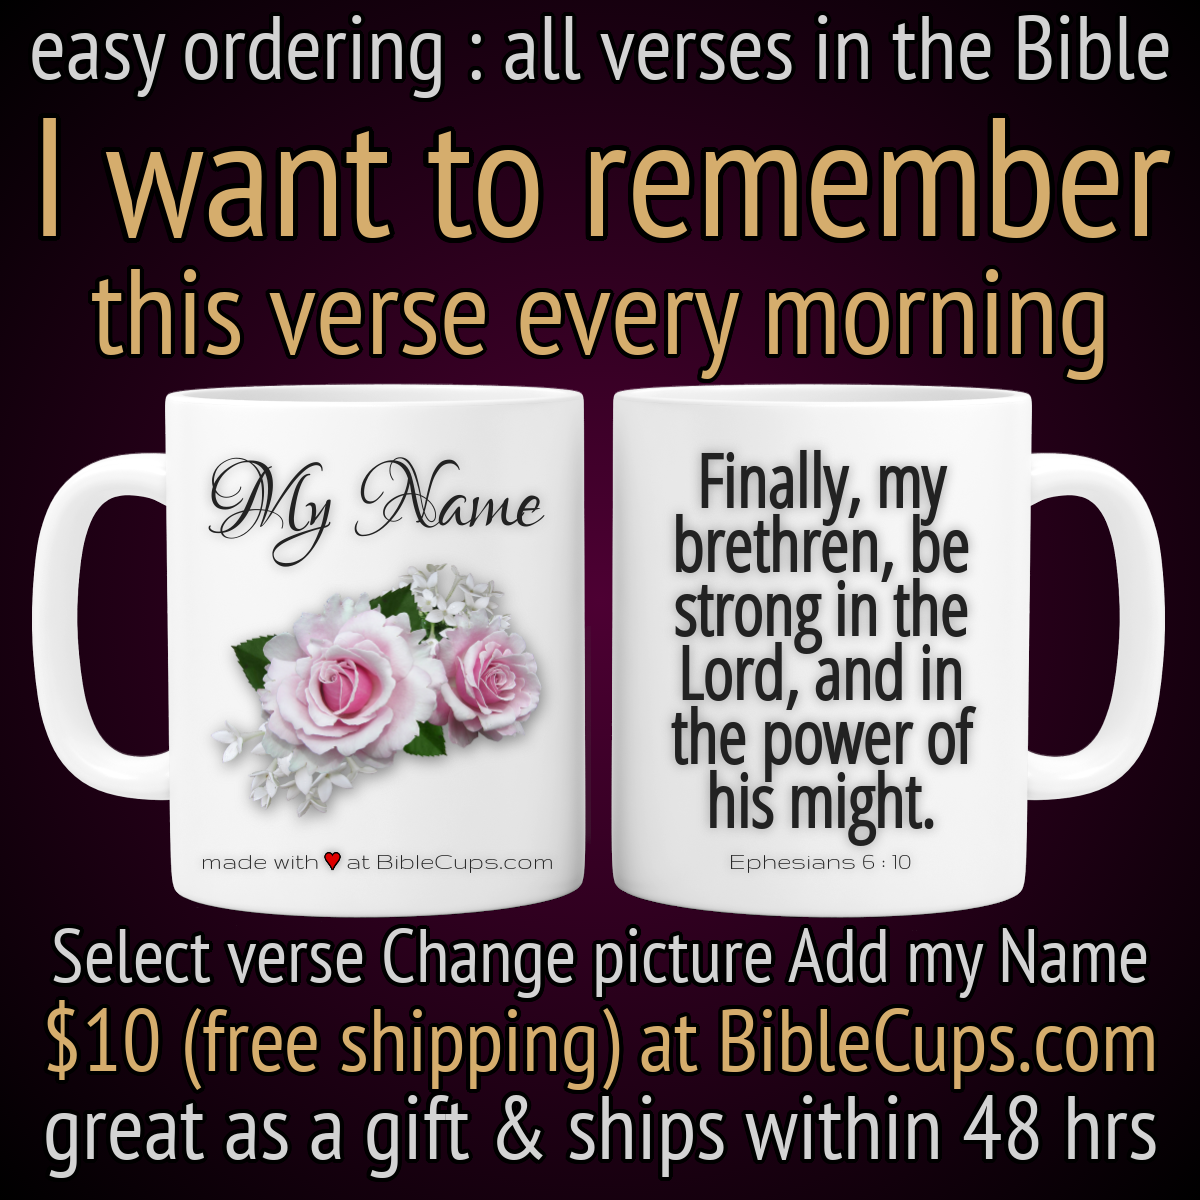 easy ordering : all verses in the Bible
I want to remember
this verse every morning
My Name
made with ♥ at BibleCups.com
Finally, my
brethren, be
strong in the
Lord, and in
the power of
his might.
Ephesians 6 : 10
Select verse Change picture Add my Name
$10 (free shipping) at BibleCups.com
great as a gift & ships within 48 hrs